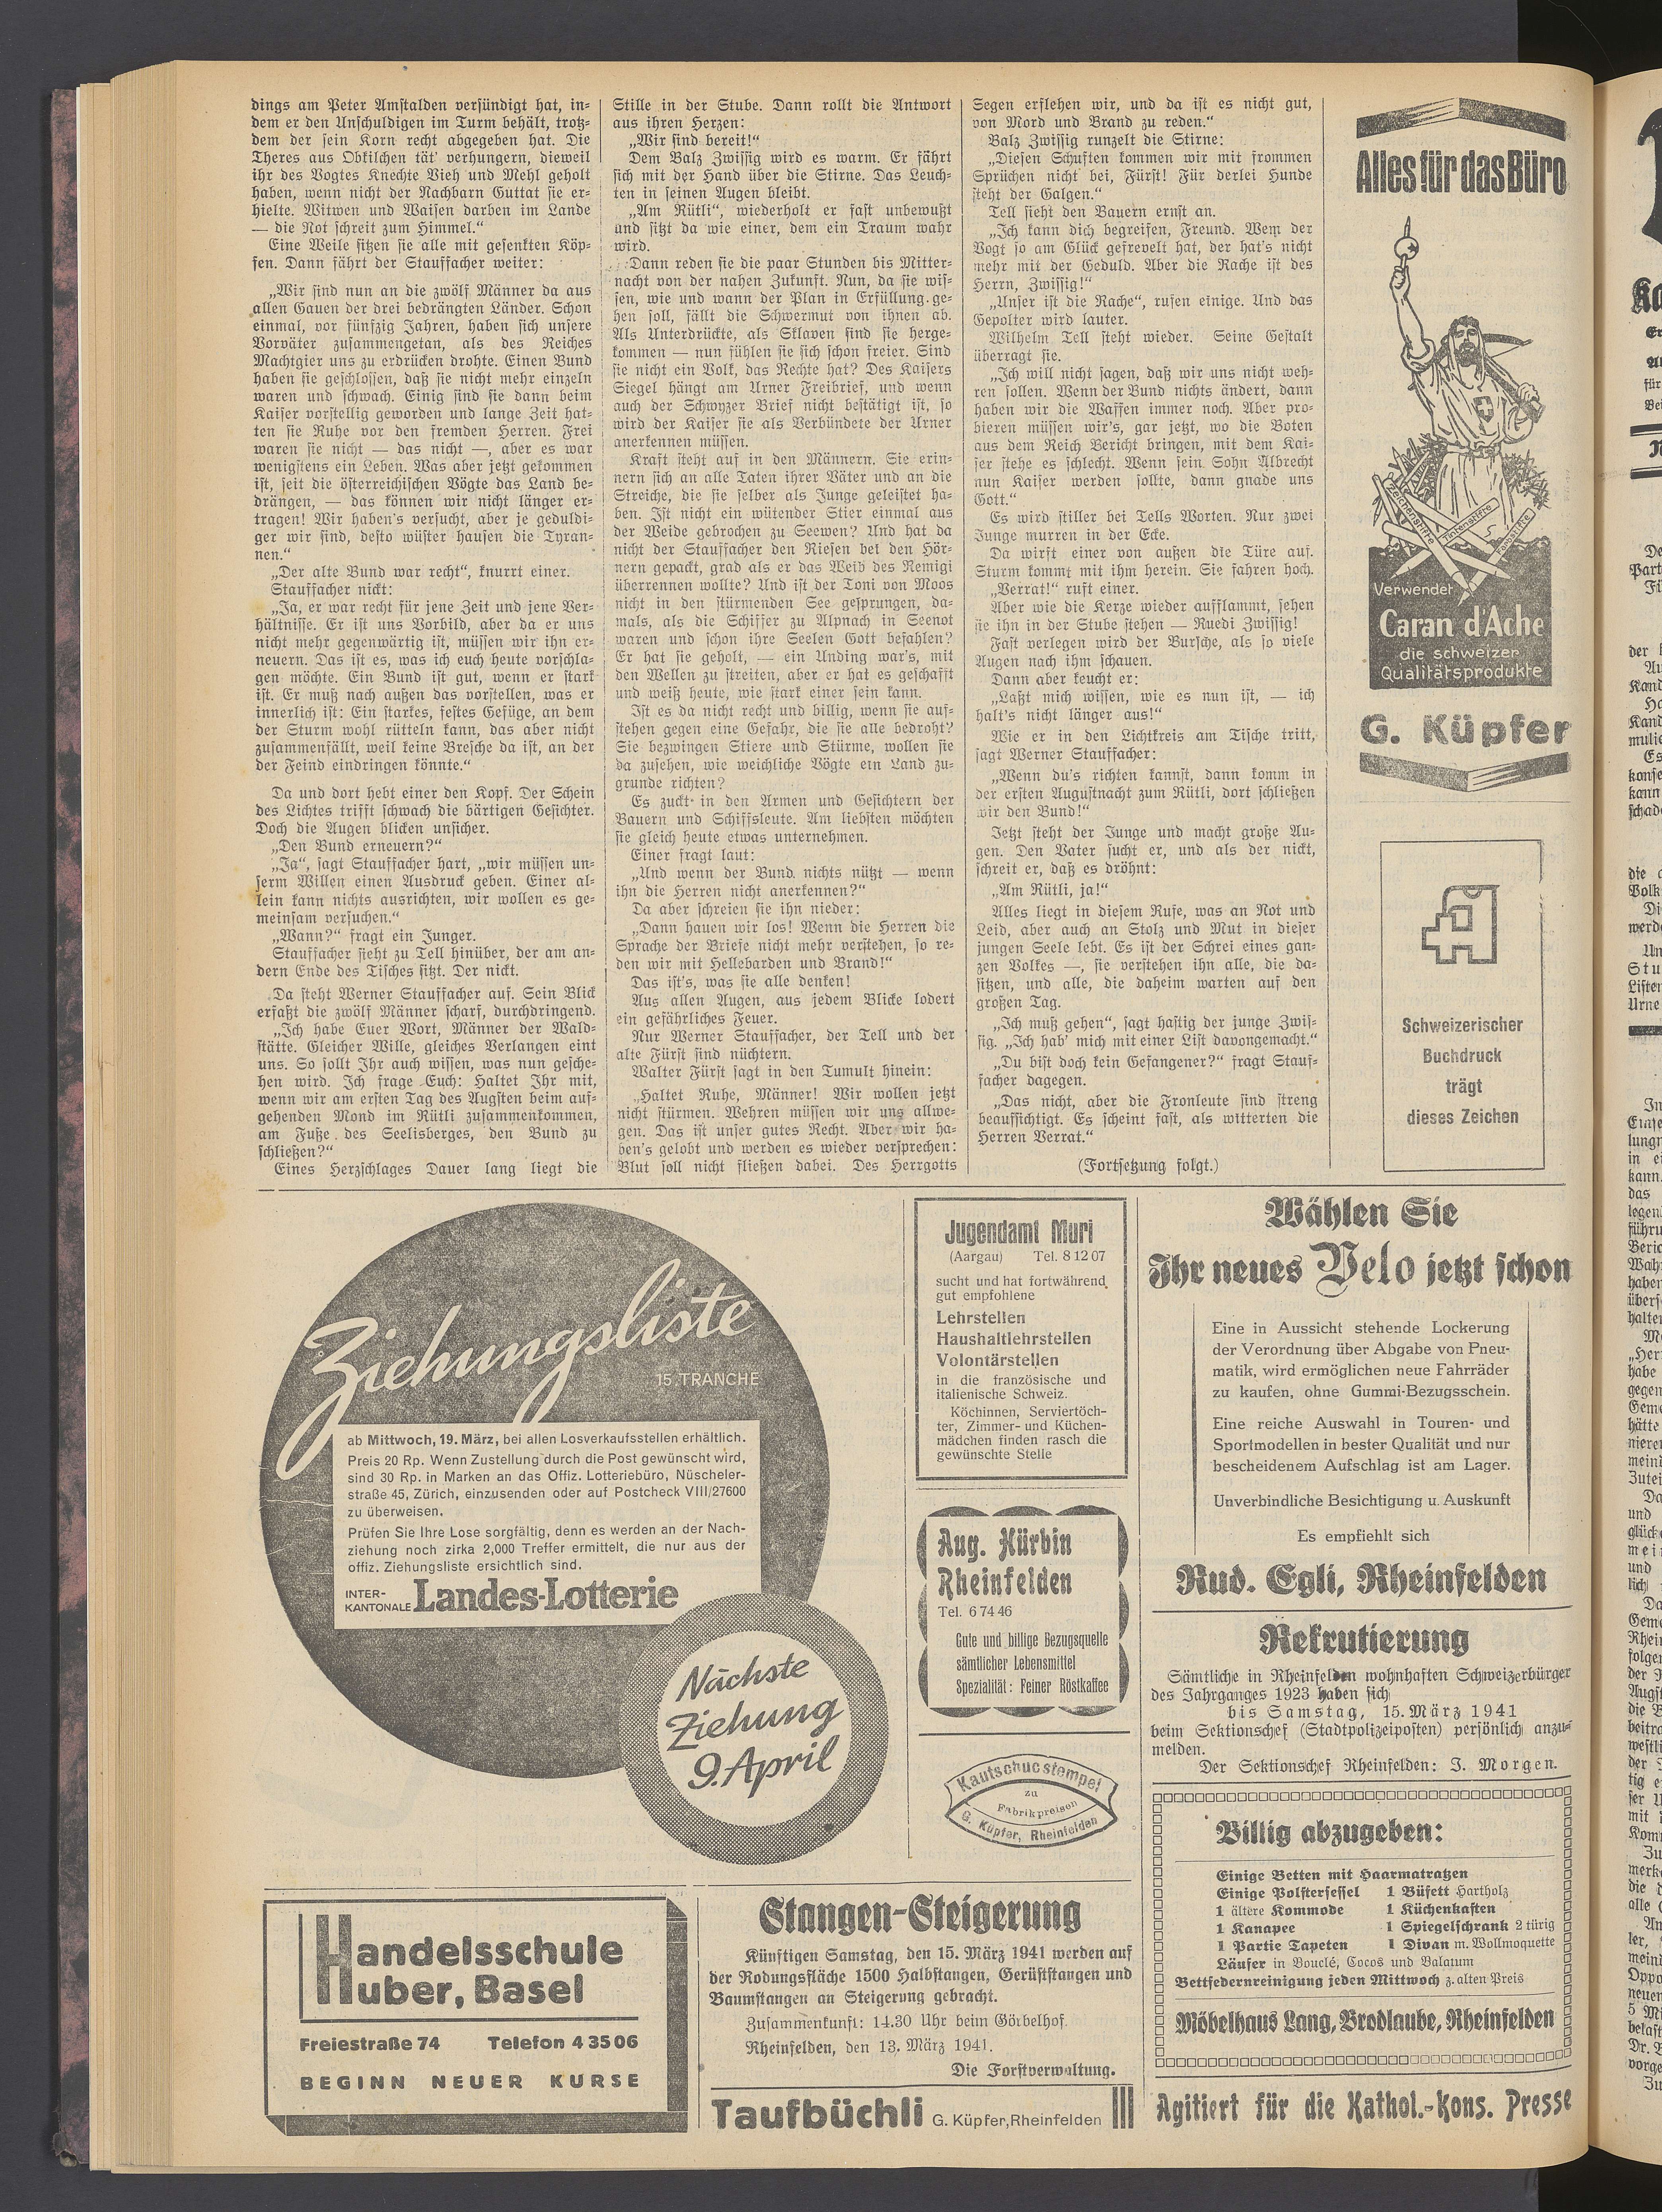 dings am Peter Amstalden versündigt hat, in-
dem er den Unschuldigen im Turm behält, trotz-
dem der sein Korn recht abgegeben hat. Die
Theres aus Obkilchen tät' verhungern, dieweil
ihr des Vogtes Knechte Vieh und Mehl geholt
haben, wenn nicht der Nachbarn Guttat sie er-
hielte. Witwen und Waisen darben im Lande
— die Not schreit zum Himmel.“
Eine Weile sitzen sie alle mit gesenkten Köp-
fen. Dann fährt der Stauffacher weiter:
„Wir sind nun an die zwölf Männer da aus
allen Gauen der drei bedrängten Länder. Schon
einmal, vor fünfzig Jahren, haben sich unsere
Vorväter zusammengetan, als des Reiches
Machtgier uns zu erdrücken drohte. Einen Bund
haben sie geschlossen, daß sie nicht mehr einzeln
waren und schwach. Einig sind sie dann beim
Kaiser vorstellig geworden und lange Zeit hat-
ten sie Ruhe vor den fremden Herren. Frei
waren sie nicht — das nicht —, aber es war
wenigstens ein Leben. Was aber jetzt gekommen
ist, seit die österreichischen Vögte das Land be-
drängen, — das können wir nicht länger er-
tragen! Wir haben's versucht, aber je geduldi-
ger wir sind, desto wüster hausen die Tyran-
nen.“
„Der alte Bund war recht“, knurrt einer.
Stauffacher nickt:
„Ja, er war recht für jene Zeit und jene Ver-
hältnisse. Er ist uns Vorbild, aber da er uns
nicht mehr gegenwärtig ist, müssen wir ihn er-
neuern. Das ist es, was ich euch heute vorschla-
gen möchte. Ein Bund ist gut, wenn er stark
ist. Er muß nach außen das vorstellen, was er
innerlich ist: Ein starkes, festes Gefüge, an dem
der Sturm wohl rütteln kann, das aber nicht
zusammenfällt, weil keine Bresche da ist, an der
der Feind eindringen könnte.“
Da und dort hebt einer den Kopf. Der Schein
des Lichtes trifft schwach die bärtigen Gesichter.
Doch die Augen blicken unsicher.
„Den Bund erneuern?“
„Ja“, sagt Stauffacher hart, „wir müssen un-
serm Willen einen Ausdruck geben. Einer al-
lein kann nichts ausrichten, wir wollen es ge-
meinsam versuchen.“
„Wann?“ fragt ein Junger.
Stauffacher sieht zu Tell hinüber, der am an-
dern Ende des Tisches sitzt. Der nickt.
Da steht Werner Stauffacher auf. Sein Blick
erfaßt die zwölf Männer scharf, durchdringend.
„Ich habe Euer Wort, Männer der Wald-
stätte. Gleicher Wille, gleiches Verlangen eint
uns. So sollt Ihr auch wissen, was nun gesche-
hen wird. Ich frage Euch: Haltet Ihr mit,
wenn wir am ersten Tag des Augsten beim auf-
gehenden Mond im Rütli zusammenkommen,
am Fuße des Seelisberges, den Bund zu
schließen?“
Eines Herzschlages Dauer lang liegt die
Stille in der Stube. Dann rollt die Antwort
aus ihren Herzen:
„Wir sind bereit!“
Dem Balz Zwissig wird es warm. Er fährt
sich mit der Hand über die Stirne. Das Leuch-
ten in seinen Augen bleibt.
„Am Rütli“, wiederholt er fast unbewußt
und sitzt da wie einer, dem ein Traum wahr
wird.
Dann reden sie die paar Stunden bis Mitter-
nacht von der nahen Zukunft. Nun, da sie wis-
sen, wie und wann der Plan in Erfüllung ge-
hen soll, fällt die Schwermut von ihnen ab.
Als Unterdrückte, als Sklaven sind sie herge-
kommen — nun fühlen sie sich schon freier. Sind
sie nicht ein Volk, das Rechte hat? Des Kaisers
Siegel hängt am Urner Freibrief, und wenn
auch der Schwyzer Brief nicht bestätigt ist, so
wird der Kaiser sie als Verbündete der Urner
anerkennen müssen.
Kraft steht auf in den Männern. Sie erin-
nern sich an alle Taten ihrer Väter und an die
Streiche, die sie selber als Junge geleistet ha-
ben. Ist nicht ein wütender Stier einmal aus
der Weide gebrochen zu Seewen? Und hat da
nicht der Stauffacher den Riesen bei den Hör-
nern gepackt, grad als er das Weib des Remigi
überrennen wollte? Und ist der Toni von Moos
nicht in den stürmenden See gesprungen, da-
mals, als die Schiffer zu Alpnach in Seenot
waren und schon ihre Seelen Gott befahlen?
Er hat sie geholt, — ein Unding war's, mit
den Wellen zu streiten, aber er hat es geschafft
und weiß heute, wie stark einer sein kann.
Ist es da nicht recht und billig, wenn sie auf-
stehen gegen eine Gefahr, die sie alle bedroht?
Sie bezwingen Stiere und Stürme, wollen sie
da zusehen, wie weichliche Vögte ein Land zu-
grunde richten?
Es zuckt in den Armen und Gesichtern der
Bauern und Schiffsleute. Am liebsten möchten
sie gleich heute etwas unternehmen.
Einer fragt laut:
„Und wenn der Bund nichts nützt — wenn
ihn die Herren nicht anerkennen?“
Da aber schreien sie ihn nieder:
„Dann hauen wir los! Wenn die Herren die
Sprache der Briefe nicht mehr verstehen, so re-
den wir mit Hellebarden und Brand!“
Das ist's, was sie alle denken!
Aus allen Augen, aus jedem Blicke lodert
ein gefährliches Feuer.
Nur Werner Stauffacher, der Tell und der
alte Fürst sind nüchtern.
Walter Fürst sagt in den Tumult hinein:
„Haltet Ruhe, Männer! Wir wollen jetzt
nicht stürmen. Wehren müssen wir uns allwe-
gen. Das ist unser gutes Recht. Aber wir ha-
ben's gelobt und werden es wieder versprechen:
Blut soll nicht fließen dabei. Des Herrgotts
Segen erflehen wir, und da ist es nicht gut,
von Mord und Brand zu reden.“
Balz Zwissig runzelt die Stirne:
„Diesen Schuften kommen wir mit frommen
Sprüchen nicht bei, Fürst! Für derlei Hunde
steht der Galgen.“
Tell sieht den Bauern ernst an.
„Ich kann dich begreifen, Freund. Wem der
Vogt so am Glück gefrevelt hat, der hat's nicht
mehr mit der Geduld. Aber die Rache ist des
Herrn, Zwissig!“
„Unser ist die Rache“, rufen einige. Und das
Gepolter wird lauter.
Wilhelm Tell steht wieder. Seine Gestalt
überragt sie.
„Ich will nicht sagen, daß wir uns nicht weh-
ren sollen. Wenn der Bund nichts ändert, dann
haben wir die Waffen immer noch. Aber pro-
bieren müssen wir's, gar jetzt, wo die Boten
aus dem Reich Bericht bringen, mit dem Kai-
ser stehe es schlecht. Wenn sein Sohn Albrecht
nun Kaiser werden sollte, dann gnade uns
Gott.“
Es wird stiller bei Tells Worten. Nur zwei
Junge murren in der Ecke.
Da wirft einer von außen die Türe auf.
Sturm kommt mit ihm herein. Sie fahren hoch.
„Verrat!“ ruft einer.
Aber wie die Kerze wieder aufflammt, sehen
sie ihn in der Stube stehen — Ruedi Zwissig!
Fast verlegen wird der Bursche, als so viele
Augen nach ihm schauen.
Dann aber keucht er:
„Laßt mich wissen, wie es nun ist, — ich
halt's nicht länger aus!“
Wie er in den Lichtkreis am Tische tritt,
sagt Werner Stauffacher:
„Wenn du's richten kannst, dann komm in
der ersten Augustnacht zum Rütli, dort schließen
wir den Bund!“
Jetzt steht der Junge und macht große Au-
gen. Den Vater sucht er, und als der nickt,
schreit er, daß es dröhnt:
„Am Rütli, ja!“
Alles liegt in diesem Rufe, was an Not und
Leid, aber auch an Stolz und Mut in dieser
jungen Seele lebt. Es ist der Schrei eines gan-
zen Volkes —, sie verstehen ihn alle, die da-
sitzen, und alle, die daheim warten auf den
großen Tag.
„Ich muß gehen“, sagt hastig der junge Zwis-
sig. „Ich hab' mich mit einer List davongemacht.“
„Du bist doch kein Gefangener?“ fragt Stauf-
facher dagegen.
„Das nicht, aber die Fronleute sind streng
beaufsichtigt. Es scheint fast, als witterten die
Herren Verrat.“
(Fortsetzung folgt.)
Alles für das Büro
Zeichenstifte
Tintenstifte
Farbstifte
Verwendet
Caran d'Ache
die schweizer
Qualitätsprodukte
G. Küpfer
Schweizerischer
Buchdruck
trägt
dieses Zeichen
Ziehungsliste
15. TRANCHE
ab Mittwoch, 19. März, bei allen Losverkaufsstellen erhältlich.
Preis 20 Rp. Wenn Zustellung durch die Post gewünscht wird,
sind 30 Rp. in Marken an das Offiz. Lotteriebüro, Nüscheler-
straße 45, Zürich, einzusenden oder auf Postcheck VIII/27600
zu überweisen.
Prüfen Sie Ihre Lose sorgfältig, denn es werden an der Nach-
ziehung noch zirka 2,000 Treffer ermittelt, die nur aus der
offiz. Ziehungsliste ersichtlich sind.
INTER-
KANTONALE Landes-Lotterie
Nächste
Ziehung
9. April
Jugendamt Muri
(Aargau) Tel. 8 12 07
sucht und hat fortwährend
gut empfohlene
Lehrstellen
Haushaltlehrstellen
Volontärstellen
in die französische und
italienische Schweiz.
Köchinnen, Serviertöch-
ter, Zimmer- und Küchen-
mädchen finden rasch die
gewünschte Stelle
Aug. Hürbin
Rheinfelden
Tel. 6 74 46
Gute und billige Bezugsquelle
sämtlicher Lebensmittel
Spezialität: Feiner Röstkaffee
Kautschucstempel
zu
Fabrikpreisen
G. Küpfer, Rheinfelden
Wählen Sie
Ihr neues Velo jetzt schon
Eine in Aussicht stehende Lockerung
der Verordnung über Abgabe von Pneu-
matik, wird ermöglichen neue Fahrräder
zu kaufen, ohne Gummi-Bezugsschein.
Eine reiche Auswahl in Touren- und
Sportmodellen in bester Qualität und nur
bescheidenem Aufschlag ist am Lager.
Unverbindliche Besichtigung u. Auskunft
Es empfiehlt sich
Rud. Egli, Rheinfelden
Rekrutierung
Sämtliche in Rheinfelden wohnhaften Schweizerbürger
des Jahrganges 1923 haben sich
bis Samstag, 15. März 1941
beim Sektionschef (Stadtpolizeiposten) persönlich anzu-
melden.
Der Sektionschef Rheinfelden: J. Morgen.
Billig abzugeben:
Einige Betten mit Haarmatratzen
Einige Polstersessel 1 Büfett Hartholz
1 ältere Kommode 1 Küchenkasten
1 Kanapee 1 Spiegelschrank 2 türig
1 Partie Tapeten 1 Divan m. Wollmoquette
Läufer in Bouclé, Cocos und Balatum
Bettfedernreinigung jeden Mittwoch z. alten Preis
Möbelhaus Lang, Brodlaube, Rheinfelden
Agitiert für die Kathol.-Kons. Presse
Handelsschule
Huber, Basel
Freiestraße 74 Telefon 4 35 06
BEGINN NEUER KURSE
Stangen-Steigerung
Künftigen Samstag, den 15. März 1941 werden auf
der Rodungsfläche 1500 Halbstangen, Gerüststangen und
Baumstangen an Steigerung gebracht.
Zusammenkunft: 14.30 Uhr beim Görbelhof.
Rheinfelden, den 13. März 1941.
Die Forstverwaltung.
Taufbüchli G. Küpfer, Rheinfelden